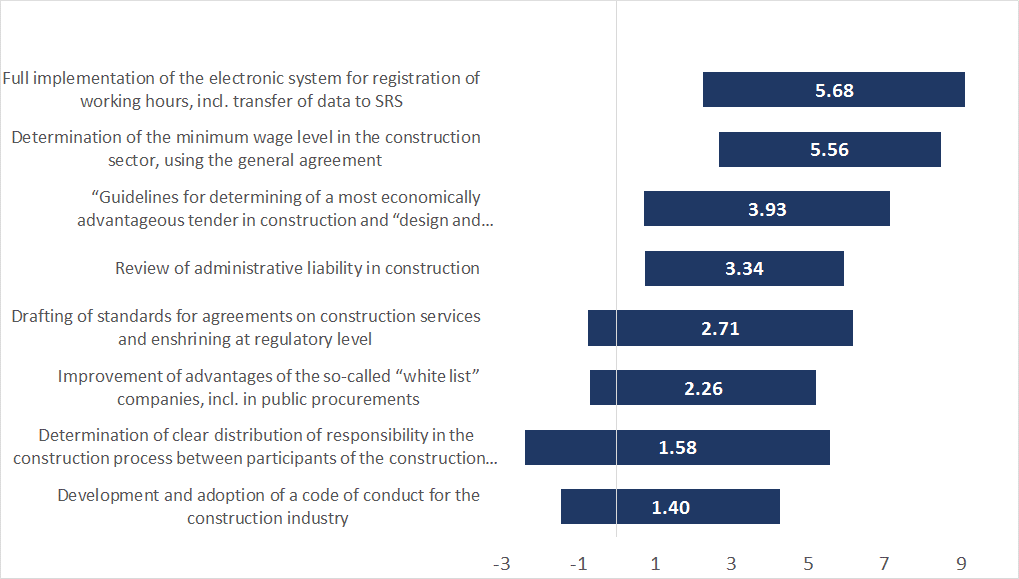 Full implementation of the electronic system for registration of
working hours, incl. transfer of data to SRS
5.68
Determination of the minimum wage level in the construction
sector, using the general agreement
5.56
“Guidelines for determining of a most economically
advantageous tender in construction and “design and...
3.93
Review of administrative liability in construction
3.34
Drafting of standards for agreements on construction services
and enshrining at regulatory level
2.71
Improvement of advantages of the so-called “white list”
companies, incl. in public procurements
2.26
Determination of clear distribution of responsibility in the
construction process between participants of the construction...
1.58
Development and adoption of a code of conduct for the
construction industry
1.40
-3 -1 1 3 5 7 9